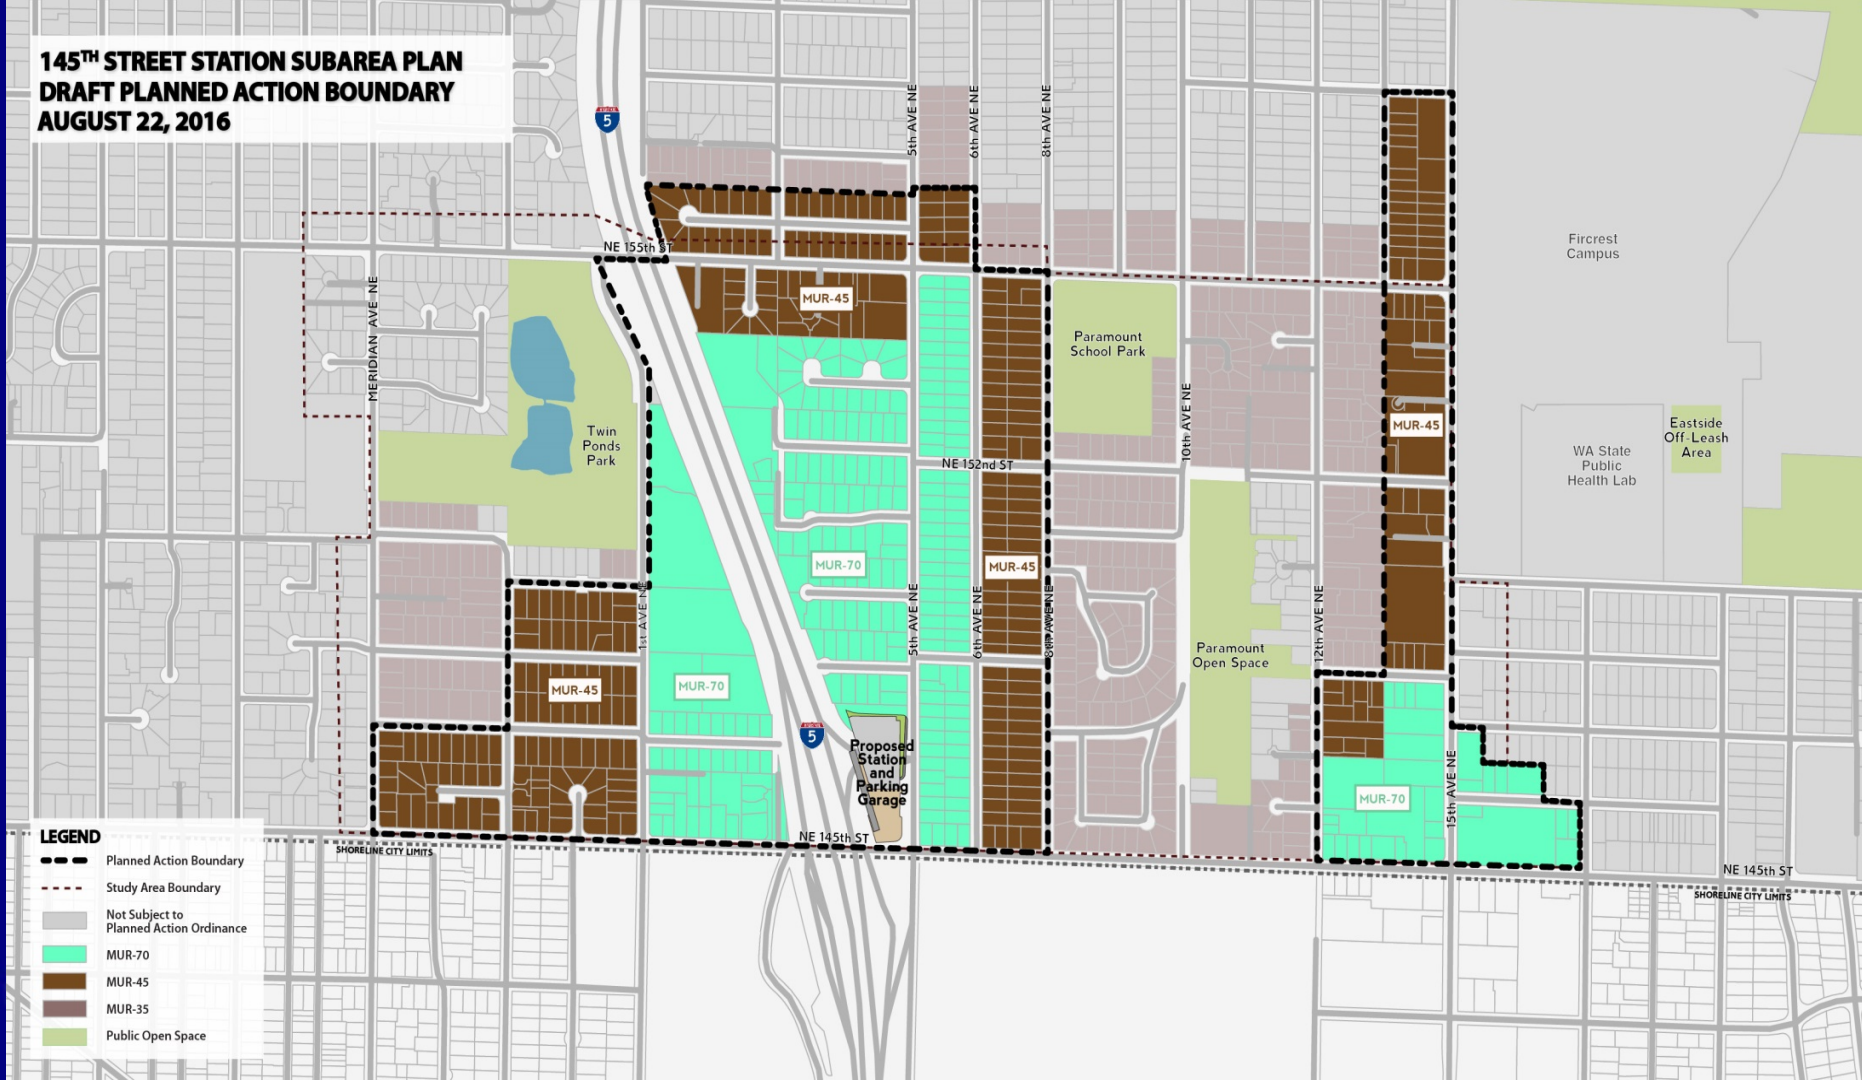 145TH STREET STATION SUBAREA PLAN
DRAFT PLANNED ACTION BOUNDARY
AUGUST 22, 2016
5
5th AVE NE
6th AVE NE
8th AVE NE
NE 155th ST
MERIDIAN AVE NE
MUR-45
Paramount
School Park
Fircrest
Campus
10th AVE NE
Twin
Ponds
Park
NE 152nd ST
MUR-45
Eastside
Off-Leash
Area
WA State
Public
Health Lab
MUR-70
MUR-45
1st AVE NE
5th AVE NE
6th AVE NE
8th AVE NE
12th AVE NE
Paramount
Open Space
MUR-45
MUR-70
5
Proposed
Station
and
Parking
Garage
15th AVE NE
MUR-70
NE 145th ST
SHORELINE CITY LIMITS
NE 145th ST
SHORELINE CITY LIMITS
LEGEND
Planned Action Boundary
Study Area Boundary
Not Subject to
Planned Action Ordinance
MUR-70
MUR-45
MUR-35
Public Open Space